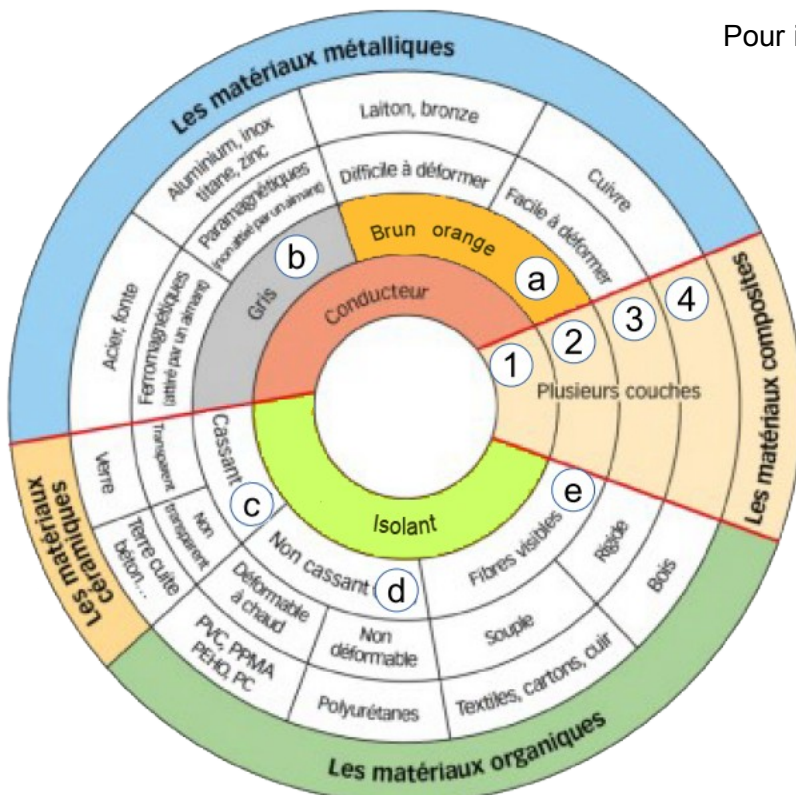 Pour i
Les matériaux métalliques
Aluminium, inox
titane, zinc
Laiton, bronze
Cuivre
Paramagnétiques
(non attiré par un aimant)
Difficile à déformer
Facile à déformer
Acier, fonte
Ferromagnétiques
(attiré par un aimant)
Gris
b
Brun orange
a
Conducteur
1
2
3
4
Plusieurs couches
Les matériaux composites
Les matériaux
céramiques
Verre
Transparent
Cassant
c
Terre cuite
béton...
Non
transparent
Isolant
Non cassant
d
Fibres visibles
e
Déformable
à chaud
Non
déformable
Souple
Rigide
PVC, PPMA
PEHD, PC
Polyurétanes
Textiles, cartons, cuir
Bois
Les matériaux organiques